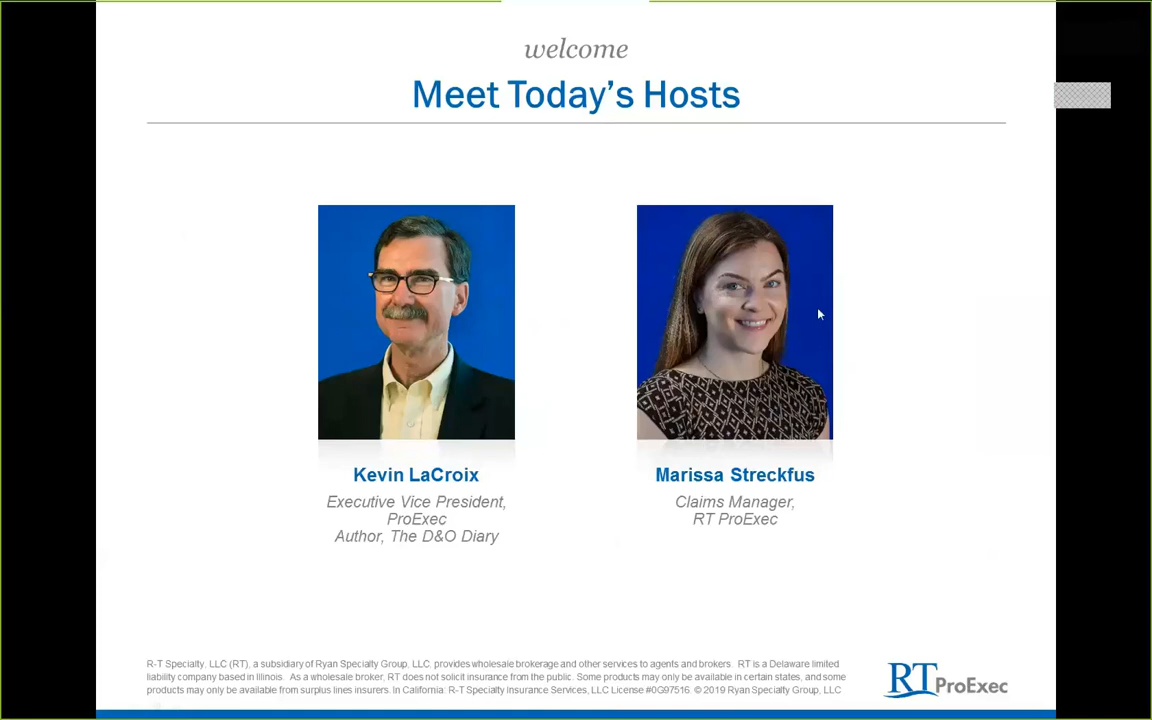 welcome
Meet Today's Hosts
Kevin LaCroix
Executive Vice President,
ProExec
Author, The D&O Diary
Marissa Streckfus
Claims Manager,
RT ProExec
R-T Specialty, LLC (RT), a subsidiary of Ryan Specialty Group, LLC, provides wholesale brokerage and other services to agents and brokers. RT is a Delaware limited
liability company based in Illinois. As a wholesale broker, RT does not solicit insurance from the public. Some products may only be available in certain states, and some
products may only be available from surplus lines insurers. In California: R-T Specialty Insurance Services, LLC License #0G97516. © 2019 Ryan Specialty Group, LLC
RT ProExec